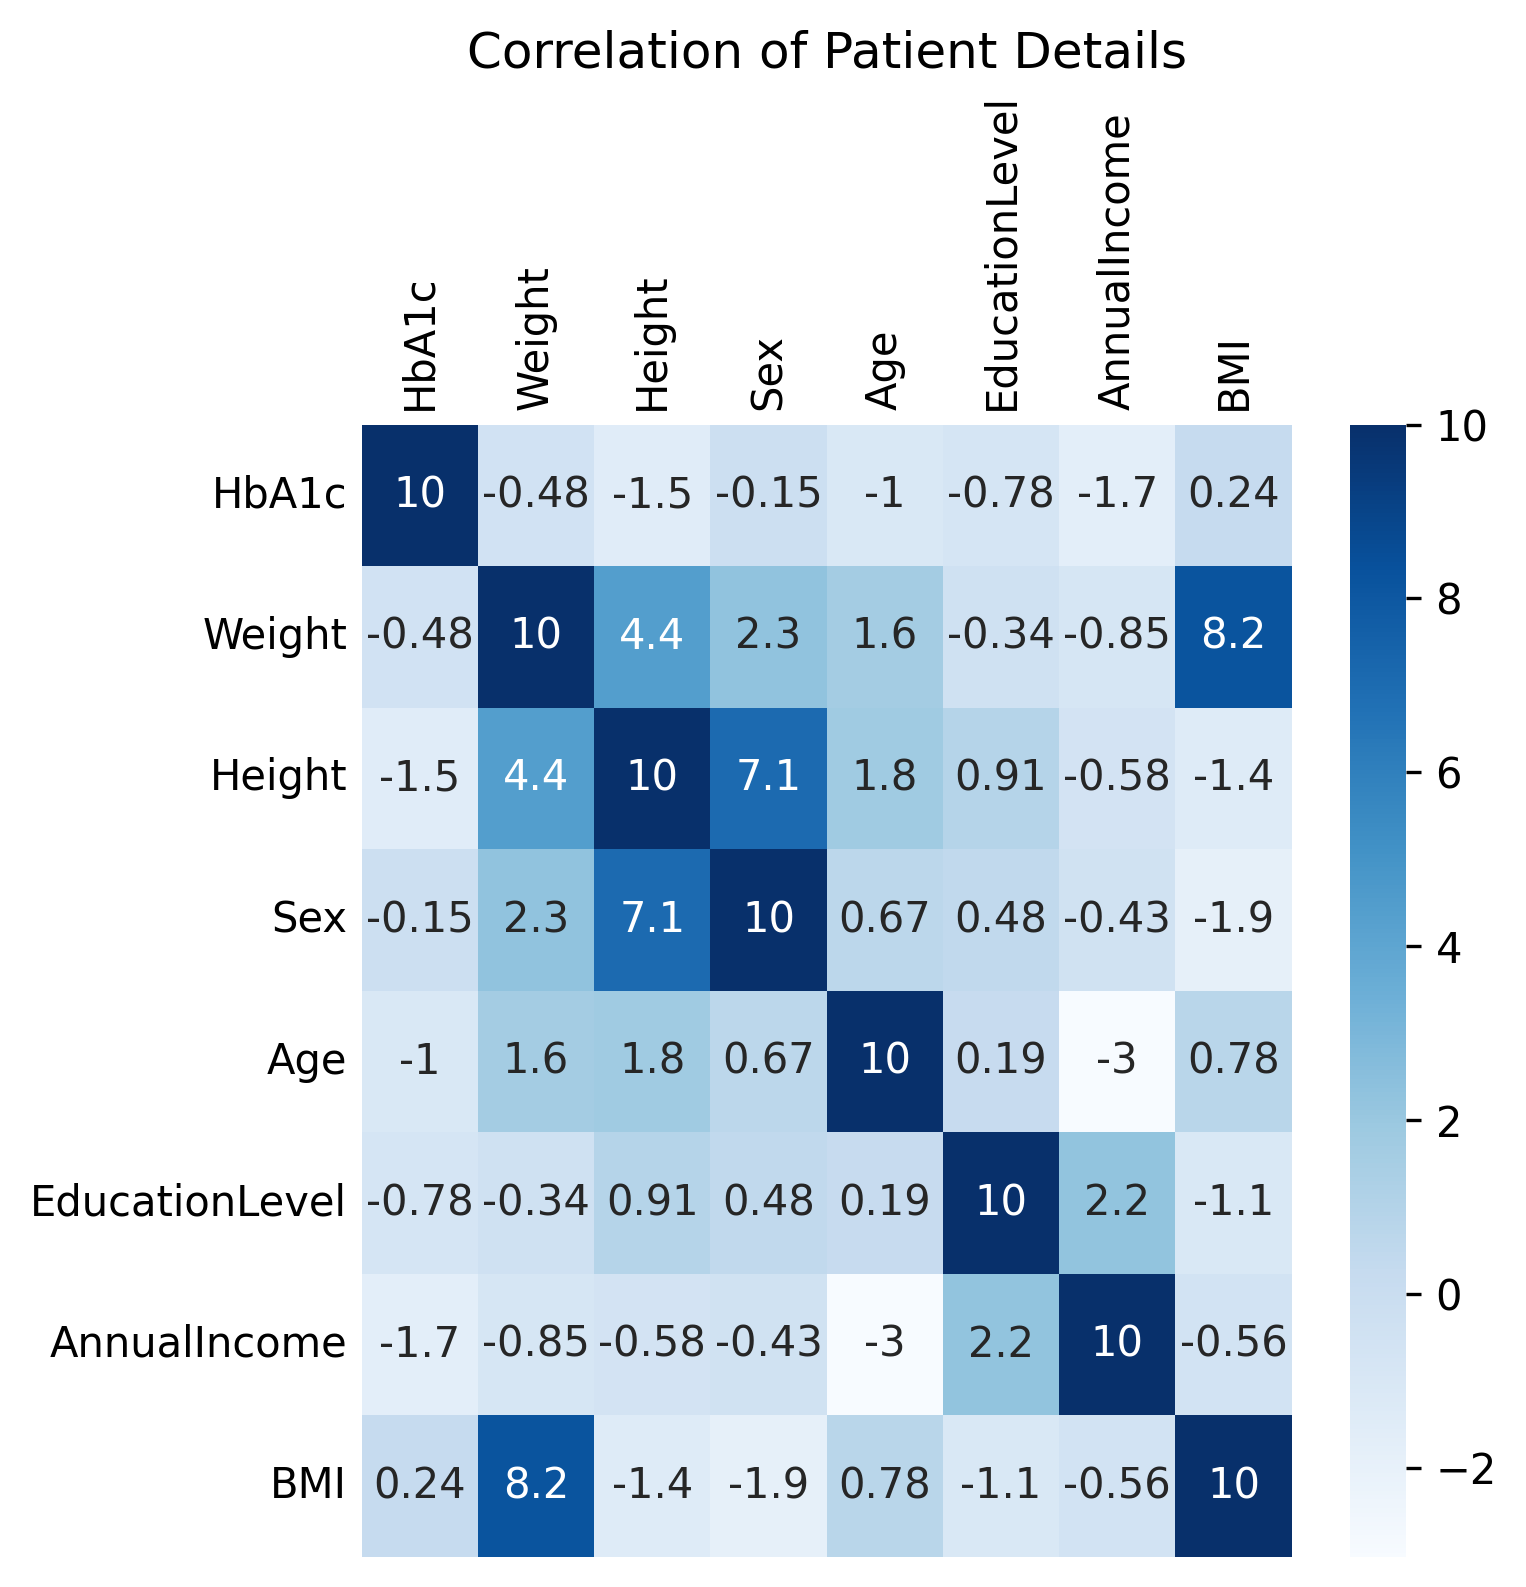 Correlation of Patient Details
HbA1c
Weight
Height
Sex
Age
EducationLevel
AnnualIncome
BMI
HbA1c 10 -0.48 -1.5 -0.15 -1 -0.78 -1.7 0.24
Weight -0.48 10 4.4 2.3 1.6 -0.34 -0.85 8.2
Height -1.5 4.4 10 7.1 1.8 0.91 -0.58 -1.4
Sex -0.15 2.3 7.1 10 0.67 0.48 -0.43 -1.9
Age -1 1.6 1.8 0.67 10 0.19 -3 0.78
EducationLevel -0.78 -0.34 0.91 0.48 0.19 10 2.2 -1.1
AnnualIncome -1.7 -0.85 -0.58 -0.43 -3 2.2 10 -0.56
BMI 0.24 8.2 -1.4 -1.9 0.78 -1.1 -0.56 10
10
8
6
4
2
0
−2